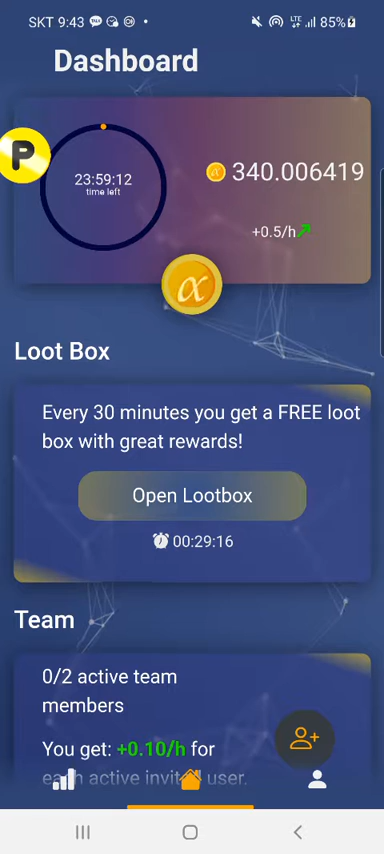 SKT 9:43
LTE 85%
Dashboard
P
23:59:12
time left
340.006419
+0.5/h
α
Loot Box
Every 30 minutes you get a FREE loot
box with great rewards!
Open Lootbox
00:29:16
Team
0/2 active team
members
You get: +0.10/h for
each active invited user.